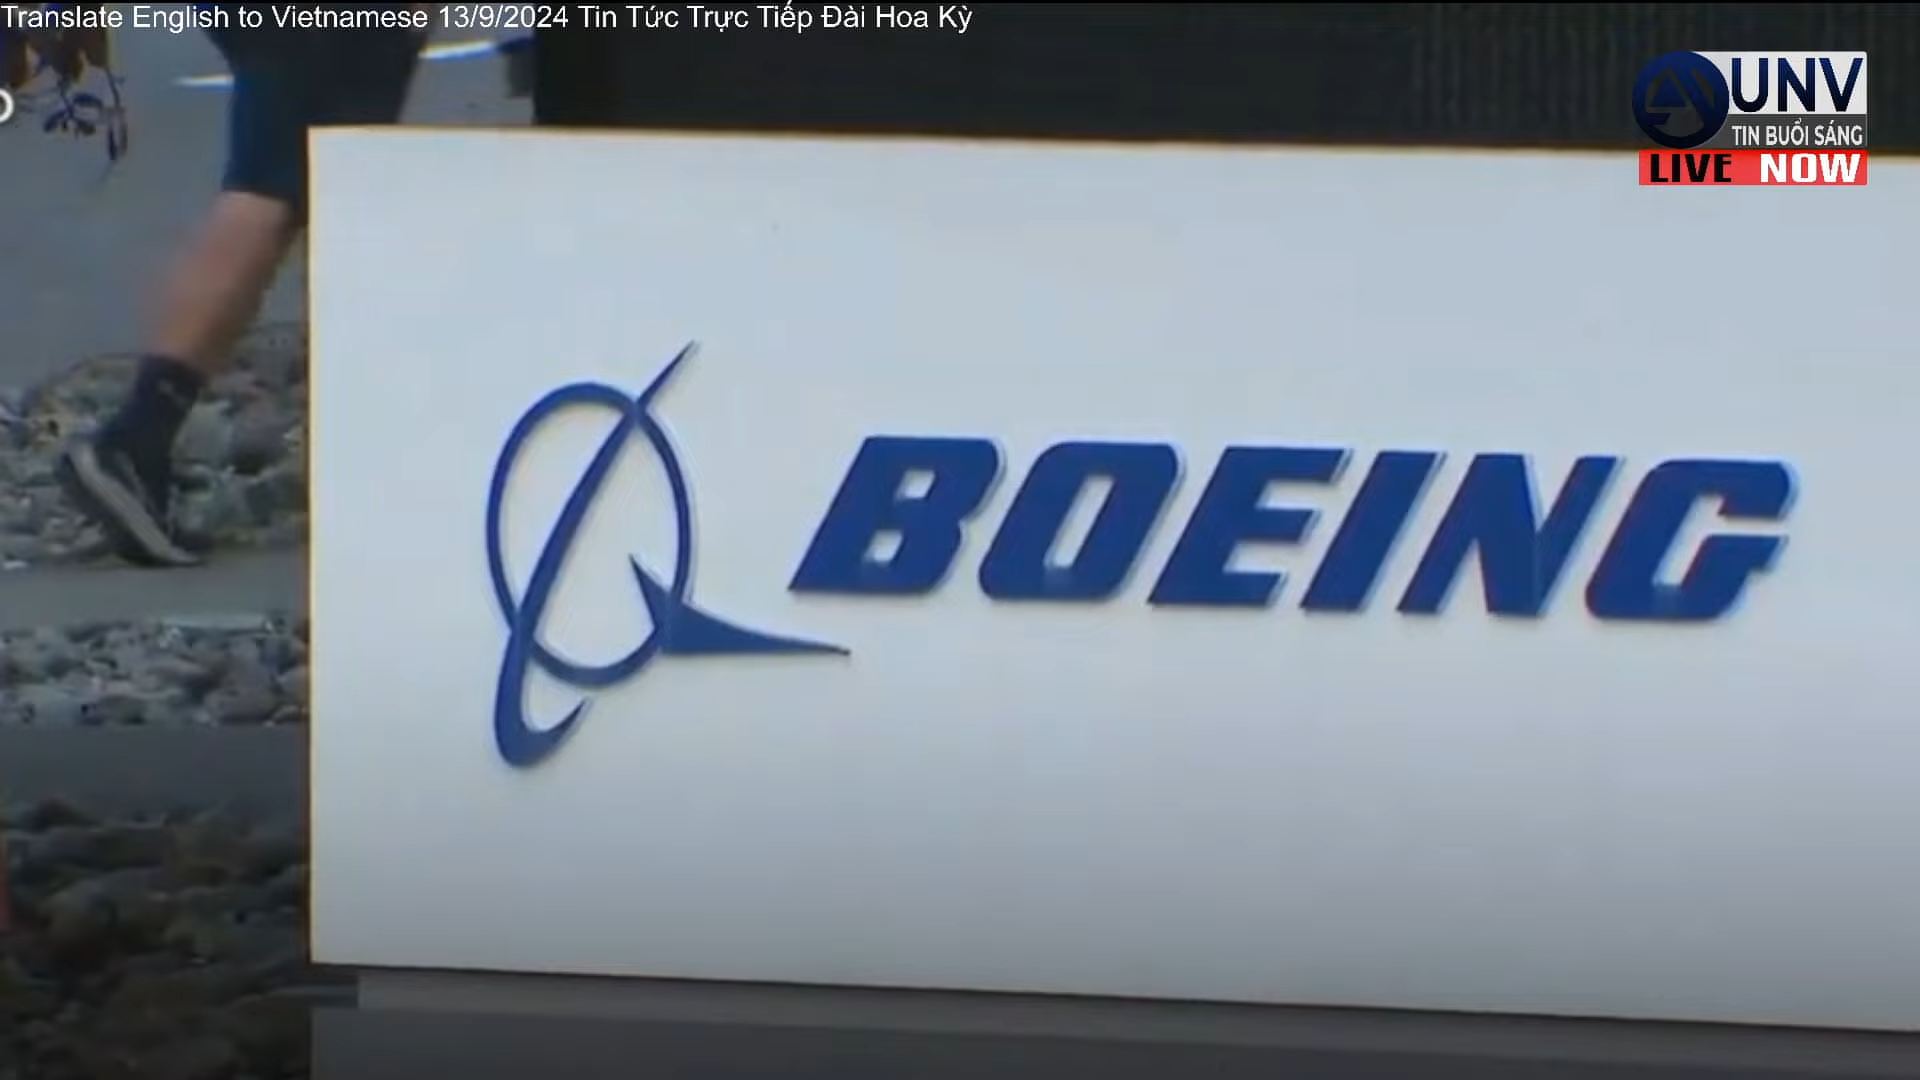 Translate English to Vietnamese 13/9/2024 Tin Tức Trực Tiếp Đài Hoa Kỳ
UNV
TIN BUỔI SÁNG
LIVE NOW
BOEING